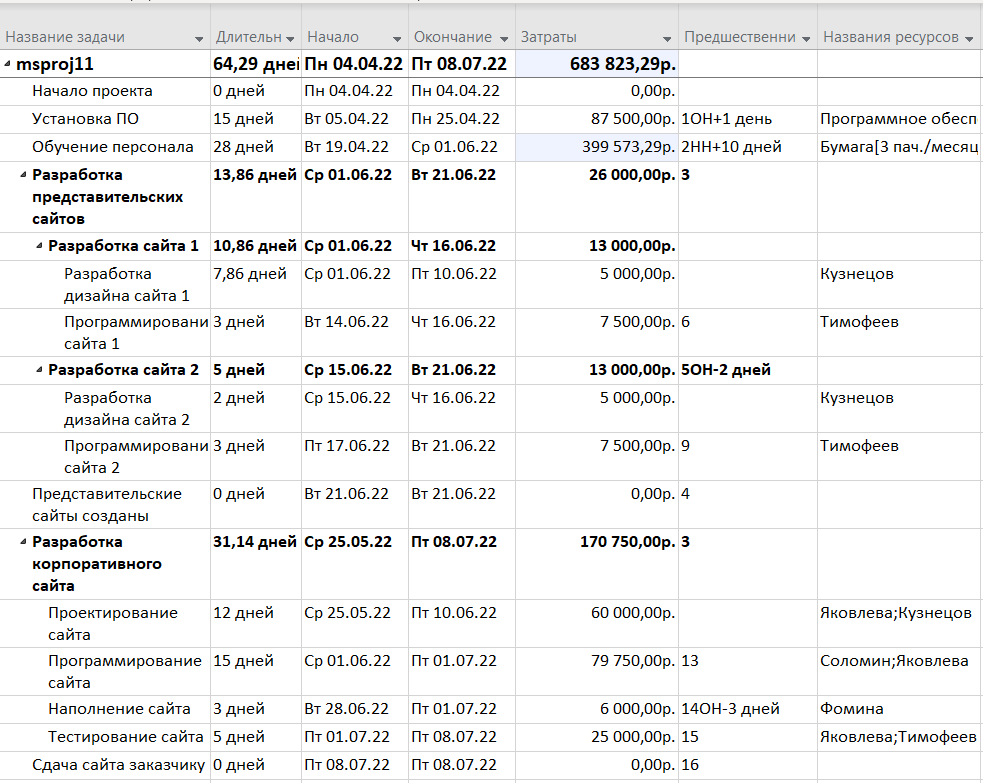 Название задачи Длительн Начало Окончание Затраты Предшественни Названия ресурсов
msproj11 64,29 дней Пн 04.04.22 Пт 08.07.22 683 823,29р.
Начало проекта 0 дней Пн 04.04.22 Пн 04.04.22 0,00р.
Установка ПО 15 дней Вт 05.04.22 Пн 25.04.22 87 500,00р. 1ОН+1 день Программное обесп
Обучение персонала 28 дней Вт 19.04.22 Ср 01.06.22 399 573,29р. 2НН+10 дней Бумага[3 пач./месяц
Разработка 13,86 дней Ср 01.06.22 Вт 21.06.22 26 000,00р. 3
представительских
сайтов
Разработка сайта 1 10,86 дней Ср 01.06.22 Чт 16.06.22 13 000,00р.
Разработка 7,86 дней Ср 01.06.22 Пт 10.06.22 5 000,00р. Кузнецов
дизайна сайта 1
Программировани 3 дней Вт 14.06.22 Чт 16.06.22 7 500,00р. 6 Тимофеев
сайта 1
Разработка сайта 2 5 дней Ср 15.06.22 Вт 21.06.22 13 000,00р. 5ОН-2 дней
Разработка 2 дней Ср 15.06.22 Чт 16.06.22 5 000,00р. Кузнецов
дизайна сайта 2
Программировани 3 дней Пт 17.06.22 Вт 21.06.22 7 500,00р. 9 Тимофеев
сайта 2
Представительские 0 дней Вт 21.06.22 Вт 21.06.22 0,00р. 4
сайты созданы
Разработка 31,14 дней Ср 25.05.22 Пт 08.07.22 170 750,00р. 3
корпоративного
сайта
Проектирование 12 дней Ср 25.05.22 Пт 10.06.22 60 000,00р. Яковлева;Кузнецов
сайта
Программирование 15 дней Ср 01.06.22 Пт 01.07.22 79 750,00р. 13 Соломин;Яковлева
сайта
Наполнение сайта 3 дней Вт 28.06.22 Пт 01.07.22 6 000,00р. 14ОН-3 дней Фомина
Тестирование сайта 5 дней Пт 01.07.22 Пт 08.07.22 25 000,00р. 15 Яковлева;Тимофеев
Сдача сайта заказчику 0 дней Пт 08.07.22 Пт 08.07.22 0,00р. 16